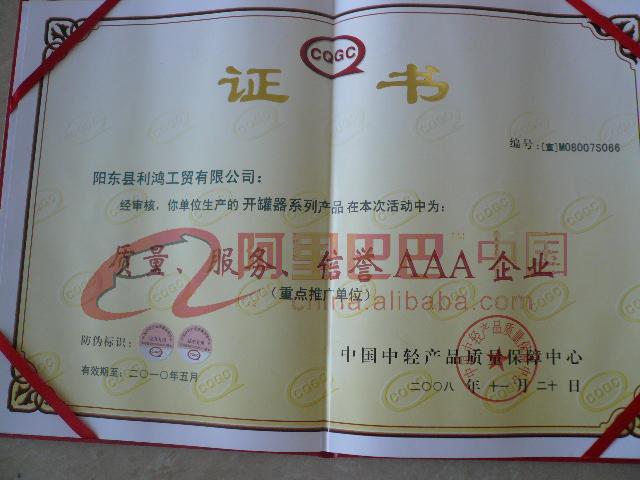 CQGC
证书
编号:[宣]M08007S066
阳东县利鸿工贸有限公司:
经审核,你单位生产的 开罐器系列产品 在本次活动中为:
质量、服务、信誉 AAA 企业
(重点推广单位)
阿里巴巴™中国
china.alibaba.com
防伪标识:
有效期至:二〇一〇年五月
中国中轻产品质量保障中心
二〇〇八 年 十一 月 二十 日